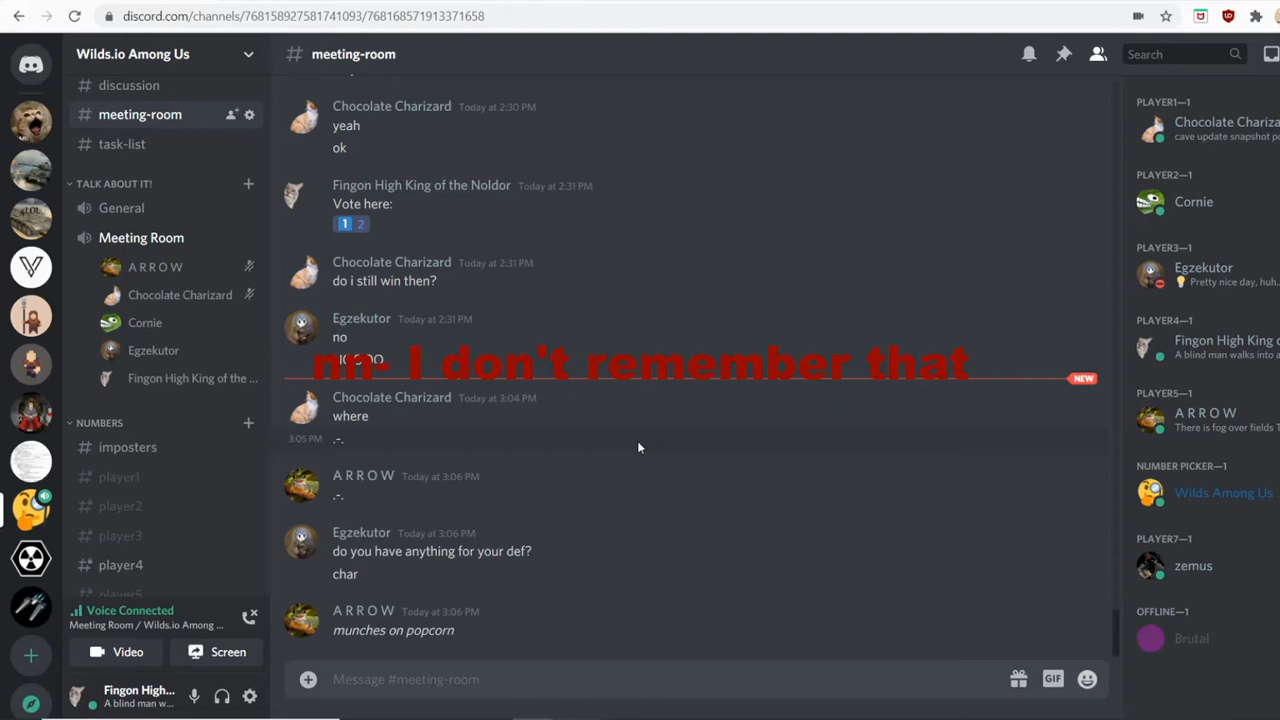 discord.com/channels/768158927581741093/768168571913371658
Wilds.io Among Us
# discussion
# meeting-room
# task-list
TALK ABOUT IT!
General
Meeting Room
A R R O W
Chocolate Charizard
Cornie
Egzekutor
Fingon High King of the ...
NUMBERS
# imposters
# player1
# player2
# player3
# player4
# player5
Voice Connected
Meeting Room / Wilds.io Among ...
Video
Screen
Fingon High...
A blind man w...
# meeting-room
Search
Chocolate Charizard Today at 2:30 PM
yeah
ok
Fingon High King of the Noldor Today at 2:31 PM
Vote here:
1 2
Chocolate Charizard Today at 2:31 PM
do i still win then?
Egzekutor Today at 2:31 PM
no
nn- I don't remember that
NEW
Chocolate Charizard Today at 3:04 PM
where
3:05 PM .-.
A R R O W Today at 3:06 PM
.-.
Egzekutor Today at 3:06 PM
do you have anything for your def?
char
A R R O W Today at 3:06 PM
munches on popcorn
Message #meeting-room
GIF
PLAYER1—1
Chocolate Chariza
cave update snapshot po
PLAYER2—1
Cornie
PLAYER3—1
Egzekutor
Pretty nice day, huh..
PLAYER4—1
Fingon High King o
A blind man walks into a
PLAYER5—1
A R R O W
There is fog over fields T
NUMBER PICKER—1
Wilds Among Us
PLAYER7—1
zemus
OFFLINE—1
Brutal